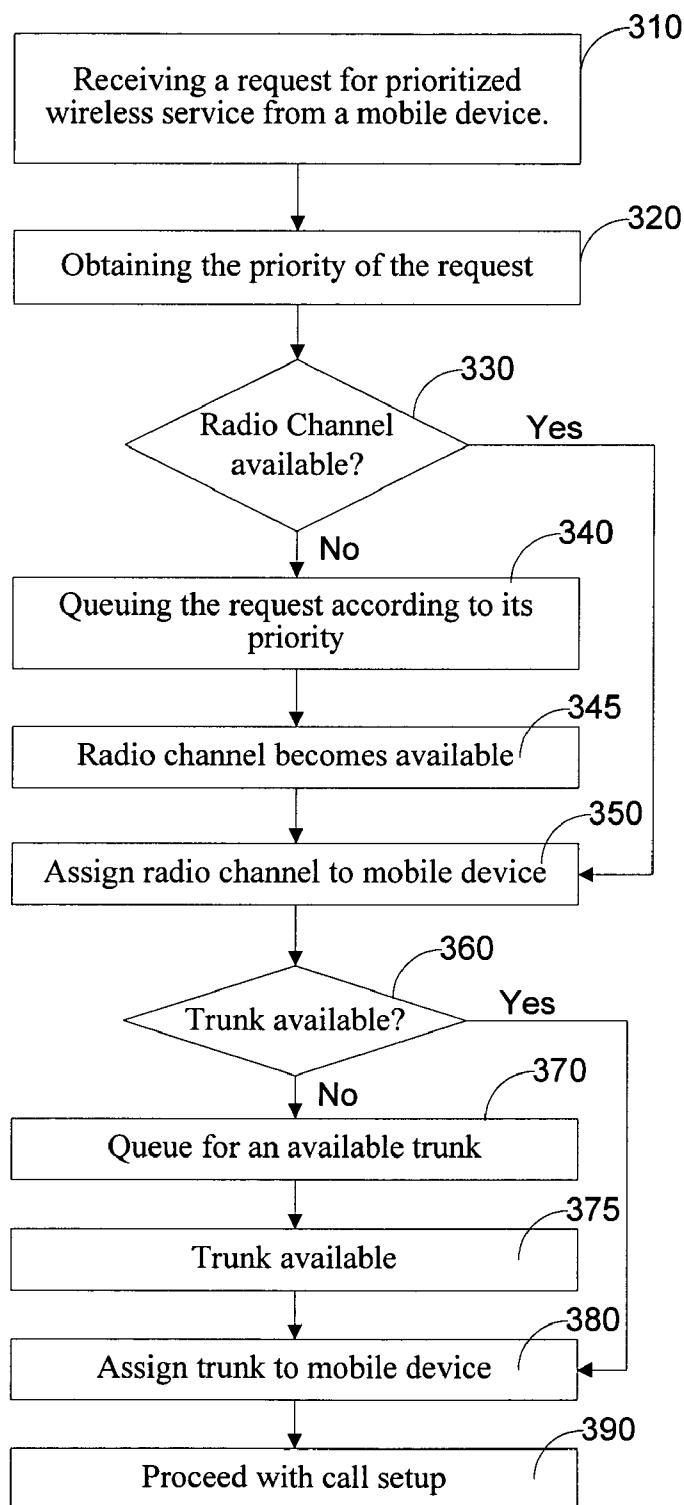 310
Receiving a request for prioritized
wireless service from a mobile device.
320
Obtaining the priority of the request
330
Radio Channel
available?
Yes
No
340
Queuing the request according to its
priority
345
Radio channel becomes available
350
Assign radio channel to mobile device
360
Trunk available?
Yes
No
370
Queue for an available trunk
375
Trunk available
380
Assign trunk to mobile device
390
Proceed with call setup